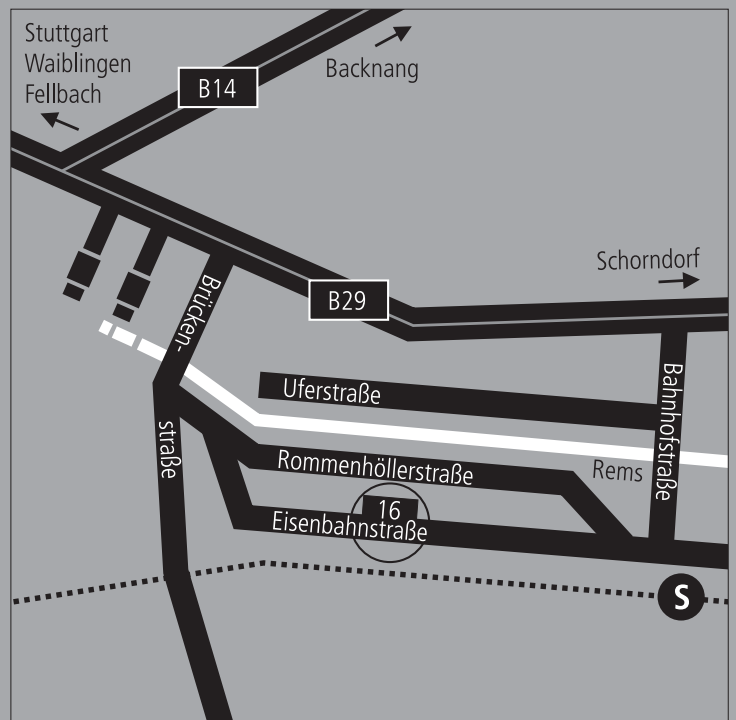 Stuttgart
Waiblingen
Fellbach
Backnang
B14
Schorndorf
B29
Brücken-
straße
Uferstraße
Bahnhofstraße
Rems
Rommenhöllerstraße
16
Eisenbahnstraße
S